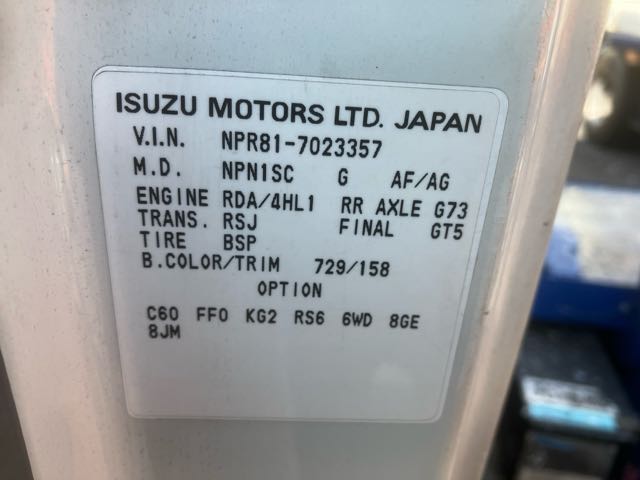 ISUZU MOTORS LTD. JAPAN
V.I.N. NPR81-7023357
M.D. NPN1SC G AF/AG
ENGINE RDA/4HL1 RR AXLE G73
TRANS. RSJ FINAL GT5
TIRE BSP
B.COLOR/TRIM 729/158
OPTION
C60 FF0 KG2 RS6 6WD 8GE
8JM